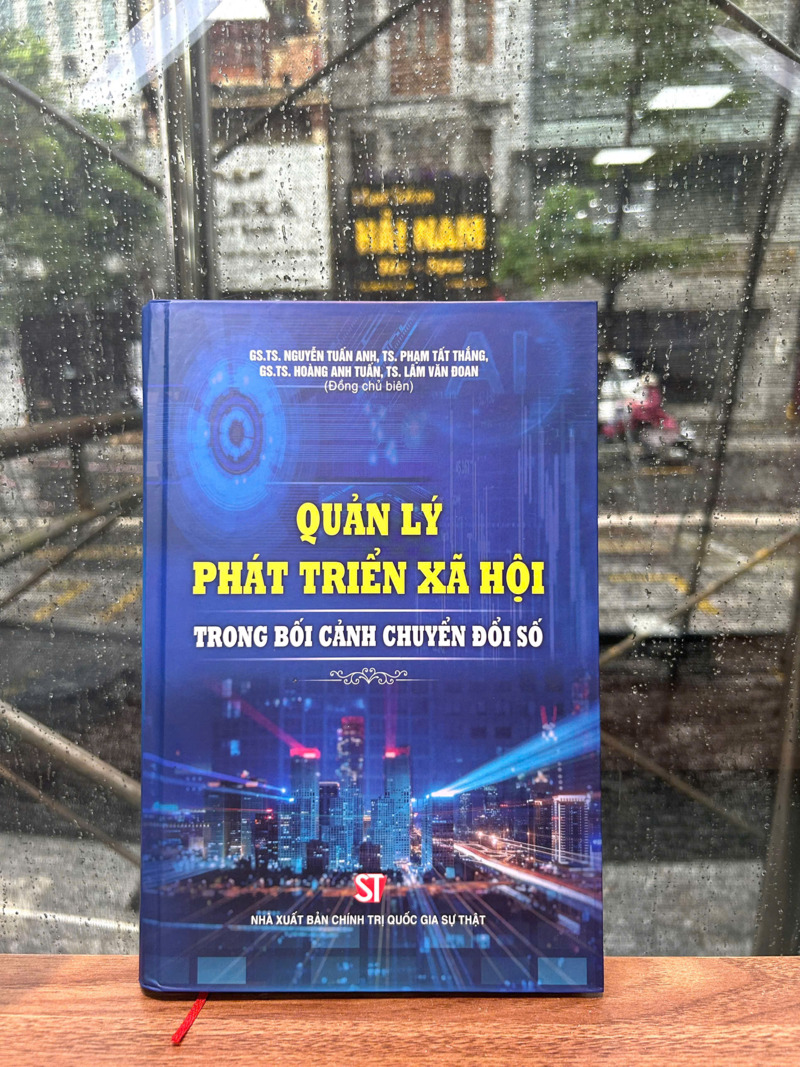 HẢI NAM
AI
GS.TS. NGUYỄN TUẤN ANH, TS. PHẠM TẤT THẮNG,
GS.TS. HOÀNG ANH TUẤN, TS. LÂM VĂN ĐOAN
(Đồng chủ biên)
QUẢN LÝ
PHÁT TRIỂN XÃ HỘI
TRONG BỐI CẢNH CHUYỂN ĐỔI SỐ
ST
NHÀ XUẤT BẢN CHÍNH TRỊ QUỐC GIA SỰ THẬT